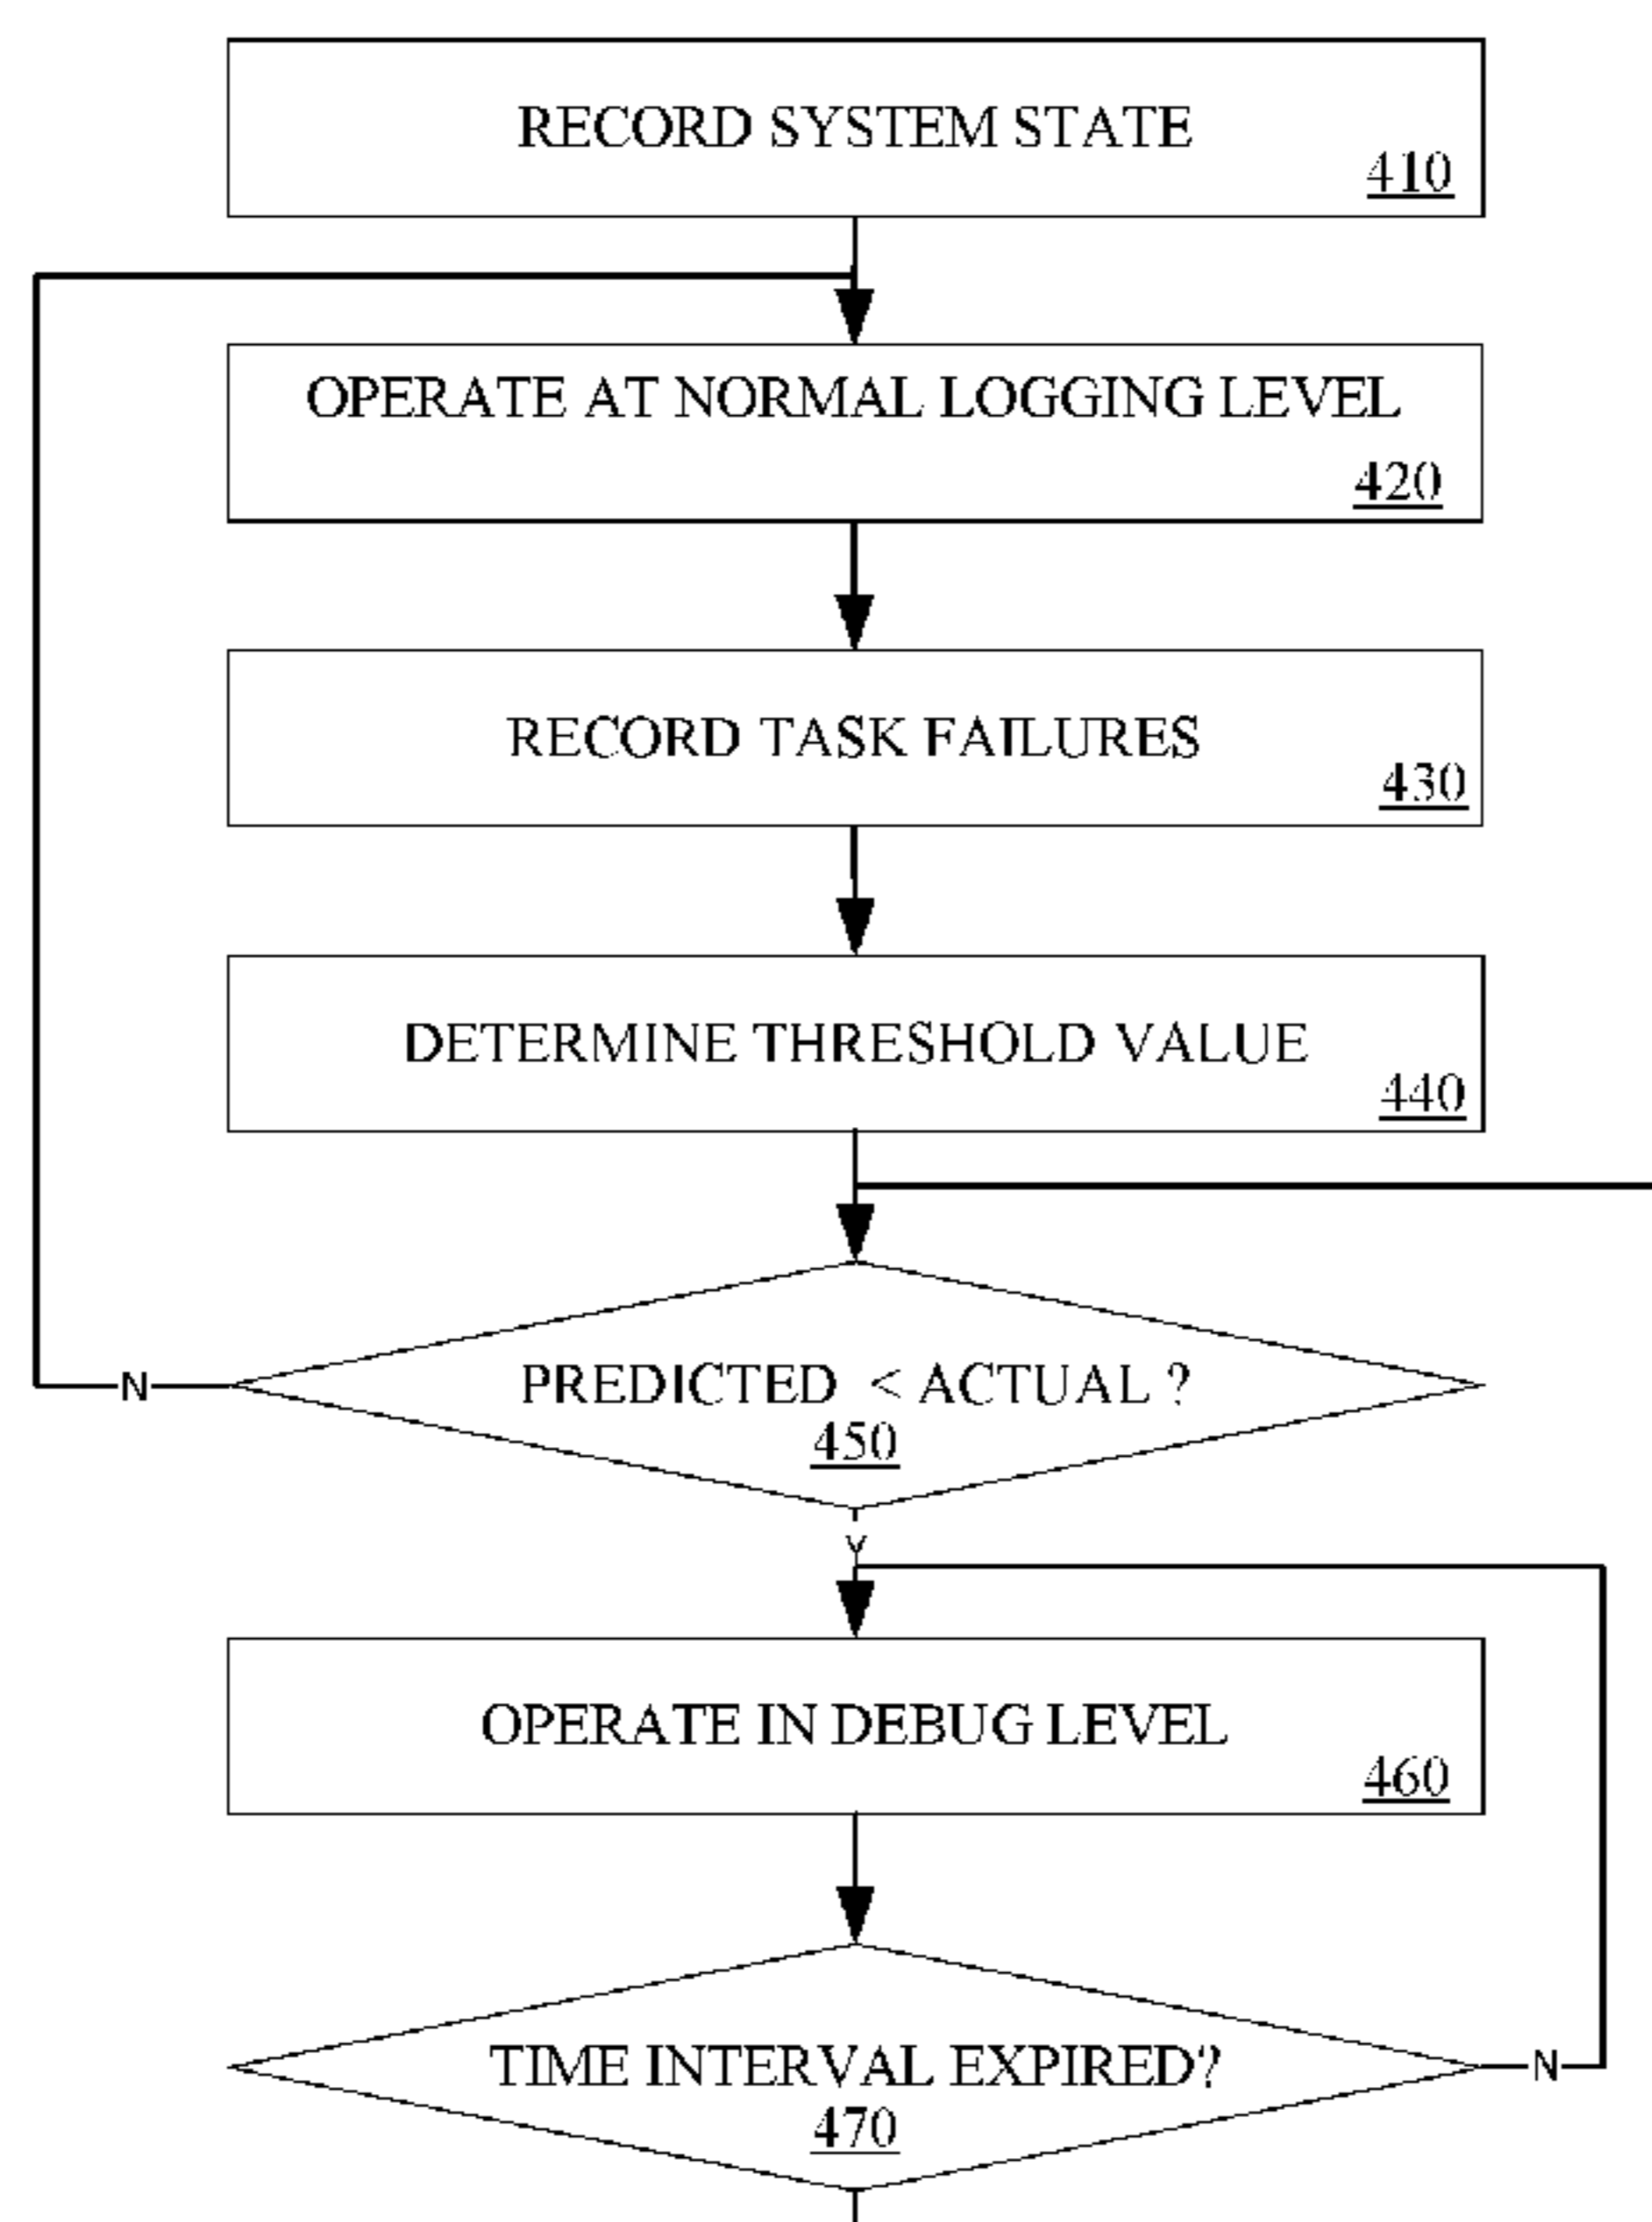 RECORD SYSTEM STATE
410
OPERATE AT NORMAL LOGGING LEVEL
420
RECORD TASK FAILURES
430
DETERMINE THRESHOLD VALUE
440
PREDICTED < ACTUAL ?
450
N
Y
OPERATE IN DEBUG LEVEL
460
TIME INTERVAL EXPIRED?
470
N